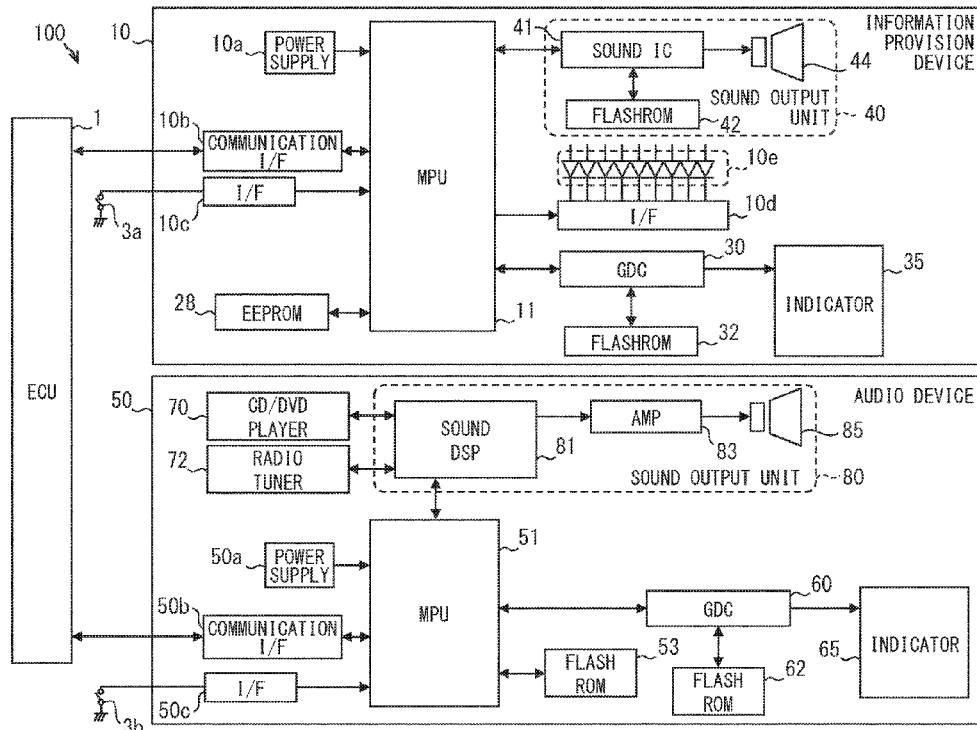 100
10
INFORMATION
PROVISION
DEVICE
10a
POWER
SUPPLY
41
SOUND IC
44
FLASHROM
42
SOUND OUTPUT
UNIT
40
1
10b
COMMUNICATION
I/F
MPU
10e
I/F
10c
3a
I/F
10d
30
GDC
35
INDICATOR
28
EEPROM
11
FLASHROM
32
ECU
50
AUDIO DEVICE
70
CD/DVD
PLAYER
SOUND
DSP
81
AMP
83
85
72
RADIO
TUNER
SOUND OUTPUT UNIT
80
50a
POWER
SUPPLY
51
MPU
50b
COMMUNICATION
I/F
60
GDC
53
FLASH
ROM
62
FLASH
ROM
65
INDICATOR
I/F
50c
3b